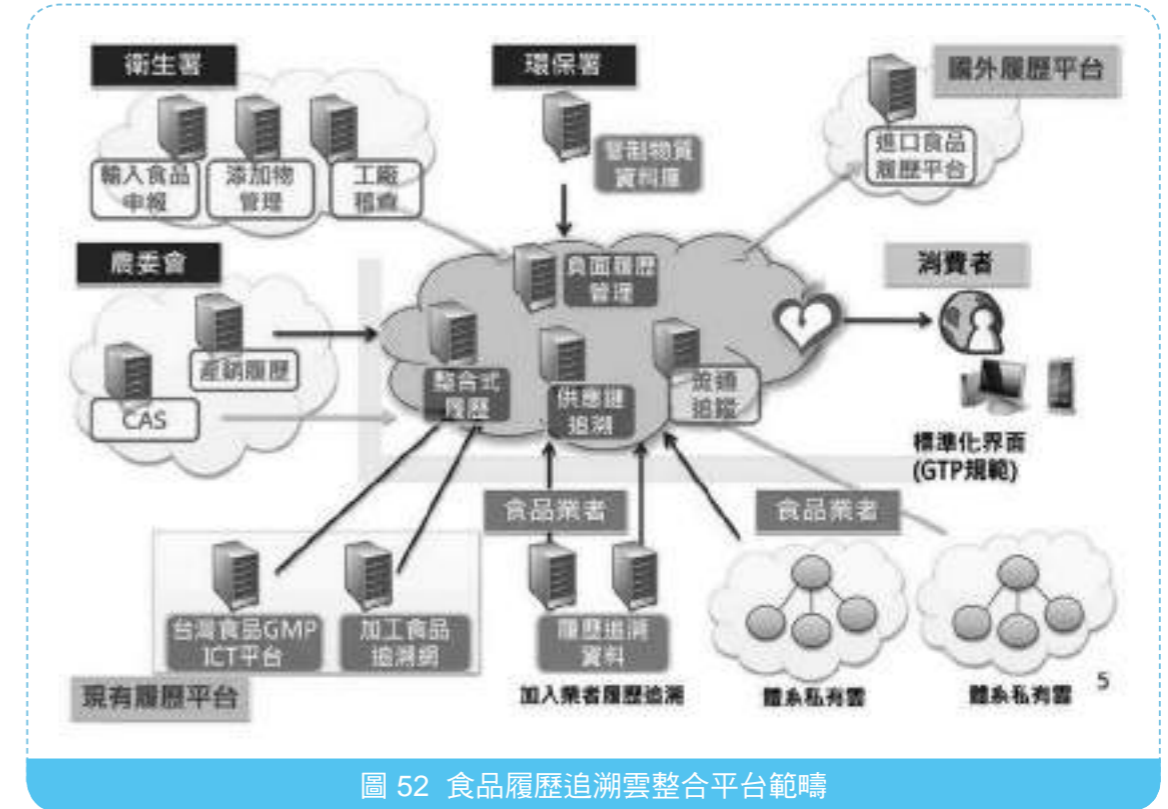 衛生署
環保署
國外履歷平台
輸入食品
申報
添加物
管理
工廠
稽查
管制物質
資料庫
進口食品
履歷平台
農委會
產銷履歷
CAS
負面履歷
管理
整合式
履歷
供應鏈
追溯
流通
追蹤
消費者
標準化界面
(GTP規範)
食品業者
食品業者
台灣食品GMP
ICT平台
加工食品
追溯網
履歷追溯
資料
現有履歷平台
加入業者履歷追溯
體系私有雲
體系私有雲
5
圖 52 食品履歷追溯雲整合平台範疇